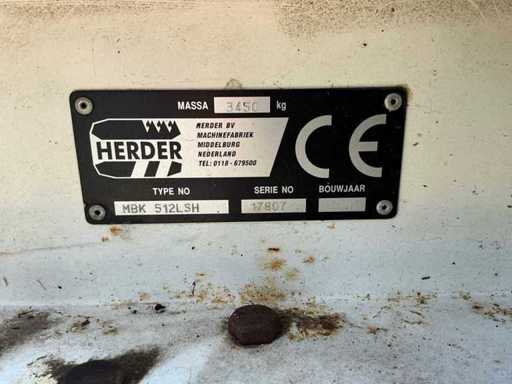 MASSA 3450 kg
HERDER
HERDER BV
MACHINEFABRIEK
MIDDELBURG
NEDERLAND
TEL: 0118 - 679500
CE
TYPE NO SERIE NO BOUWJAAR
MBK 512LSH 17807